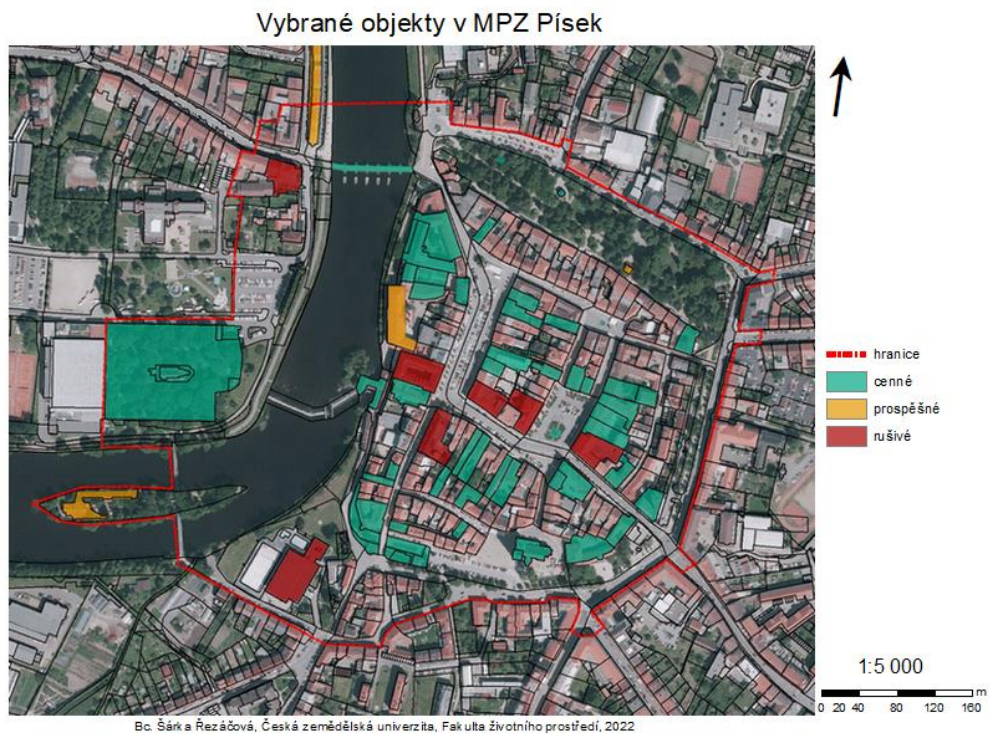 Vybrané objekty v MPZ Písek
hranice
cenné
prospěšné
rušivé
1:5 000
0 20 40 80 120 160 m
Bc. Šárka Řezáčová, Česká zemědělská univerzita, Fakulta životního prostředí, 2022